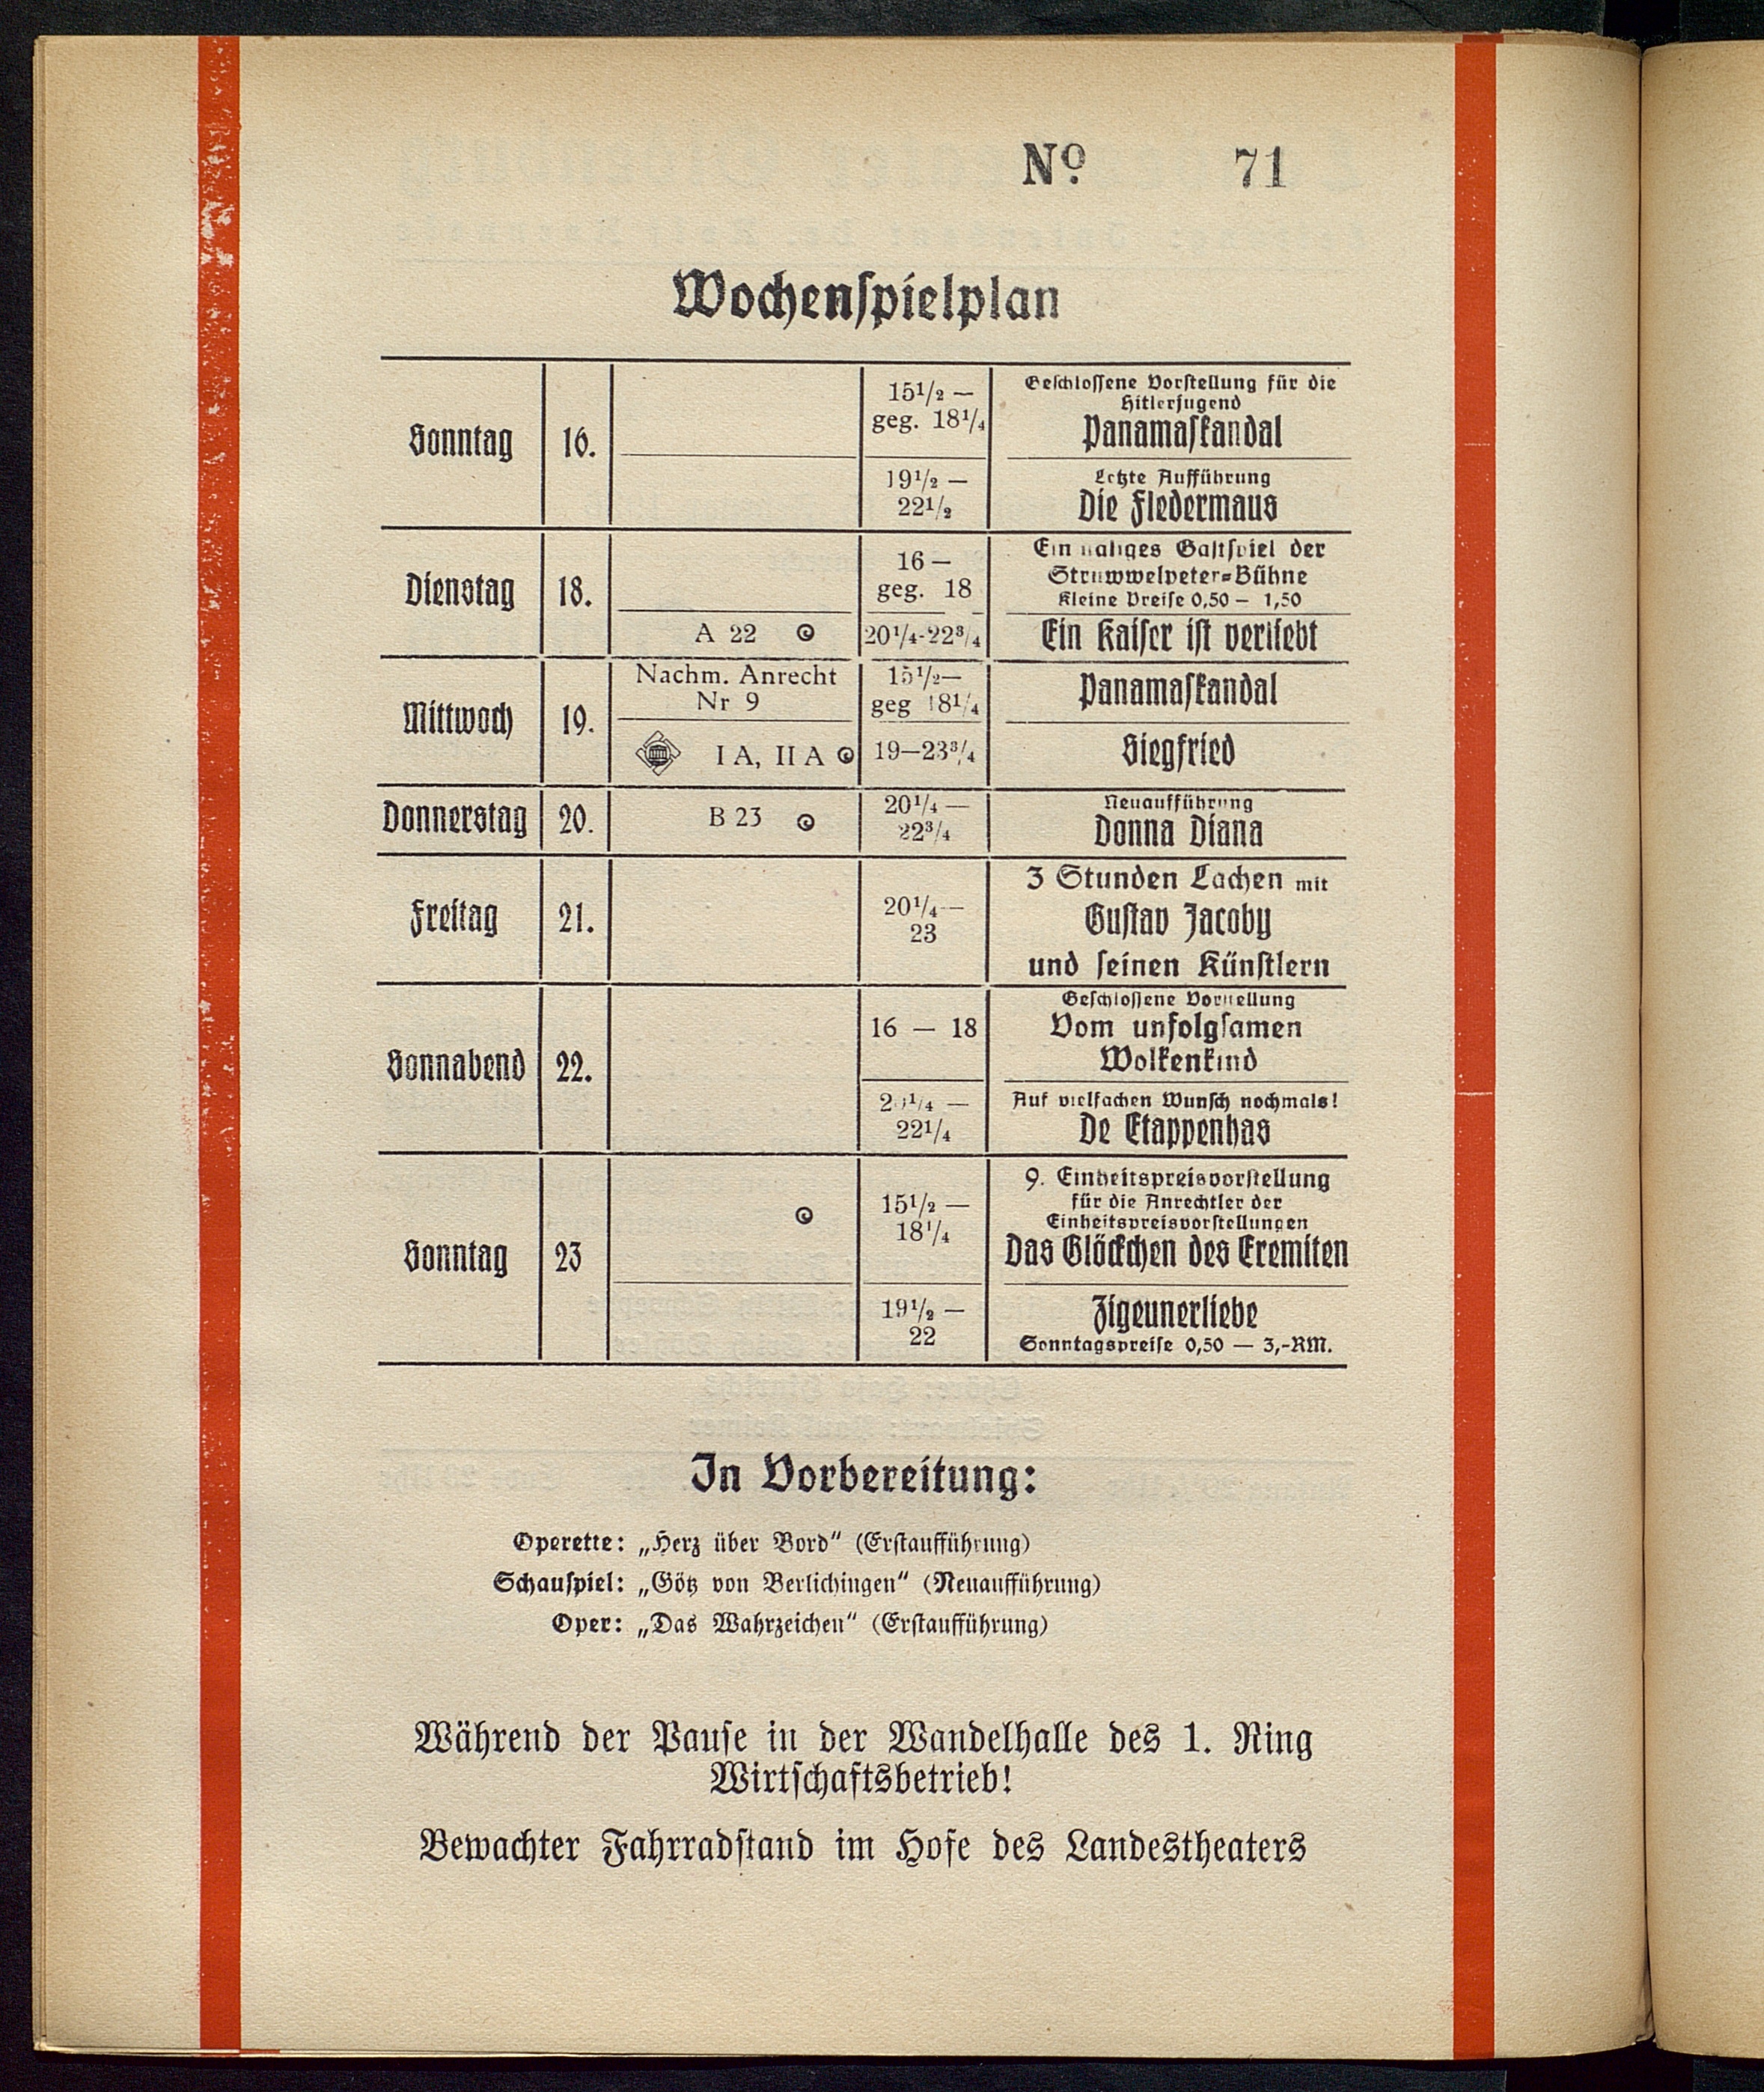 Nº 71
Wochenspielplan
Sonntag 16. 15½ — geg. 18¼ Geschlossene Vorstellung für die
Hitlerjugend
Panamaskandal
19½ — 22½ Letzte Aufführung
Die Fledermaus
Dienstag 18. 16 — geg. 18 Einmaliges Gastspiel der
Struwwelpeter-Bühne
Kleine Preise 0,50 — 1,50
A 22 20¼-22¾ Ein Kaiser ist verliebt
Mittwoch 19. Nachm. Anrecht
Nr 9 15½— geg 18¼ Panamaskandal
I A, II A 19—23¾ Siegfried
Donnerstag 20. B 23 20¼ — 22¾ Neuaufführung
Donna Diana
Freitag 21. 20¼ — 23 3 Stunden Lachen mit
Gustav Jacoby
und seinen Künstlern
Sonnabend 22. 16 — 18 Geschlossene Vorstellung
Vom unfolgsamen
Wolkenkind
20¼ — 22¼ Auf vielfachen Wunsch nochmals!
De Etappenhas
Sonntag 23 15½ — 18¼ 9. Einheitspreisvorstellung
für die Anrechtler der
Einheitspreisvorstellungen
Das Glöckchen des Eremiten
19½ — 22 Zigeunerliebe
Sonntagspreise 0,50 — 3,-RM.
In Vorbereitung:
Operette: „Herz über Bord“ (Erstaufführung)
Schauspiel: „Götz von Berlichingen“ (Neuaufführung)
Oper: „Das Wahrzeichen“ (Erstaufführung)
Während der Pause in der Wandelhalle des 1. Ring
Wirtschaftsbetrieb!
Bewachter Fahrradstand im Hofe des Landestheaters